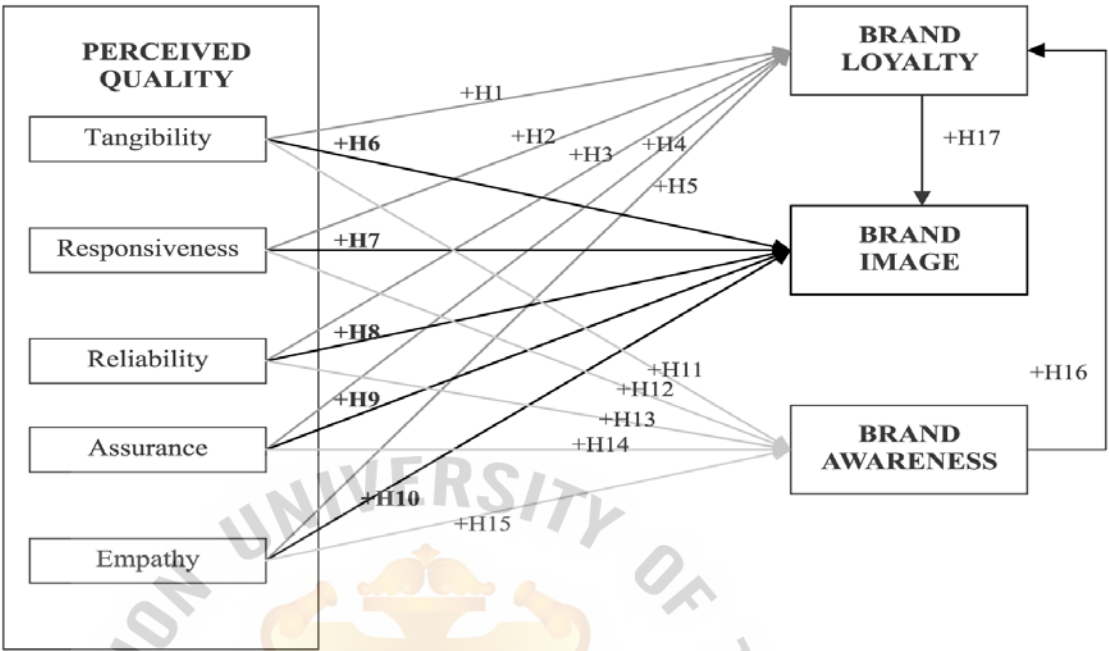 PERCEIVED
QUALITY
Tangibility
Responsiveness
Reliability
Assurance
Empathy
+H1
+H2
+H3
+H4
+H5
+H6
+H7
+H8
+H9
+H10
+H11
+H12
+H13
+H14
+H15
BRAND
LOYALTY
+H17
BRAND
IMAGE
+H16
BRAND
AWARENESS
UNIVERSITY OF